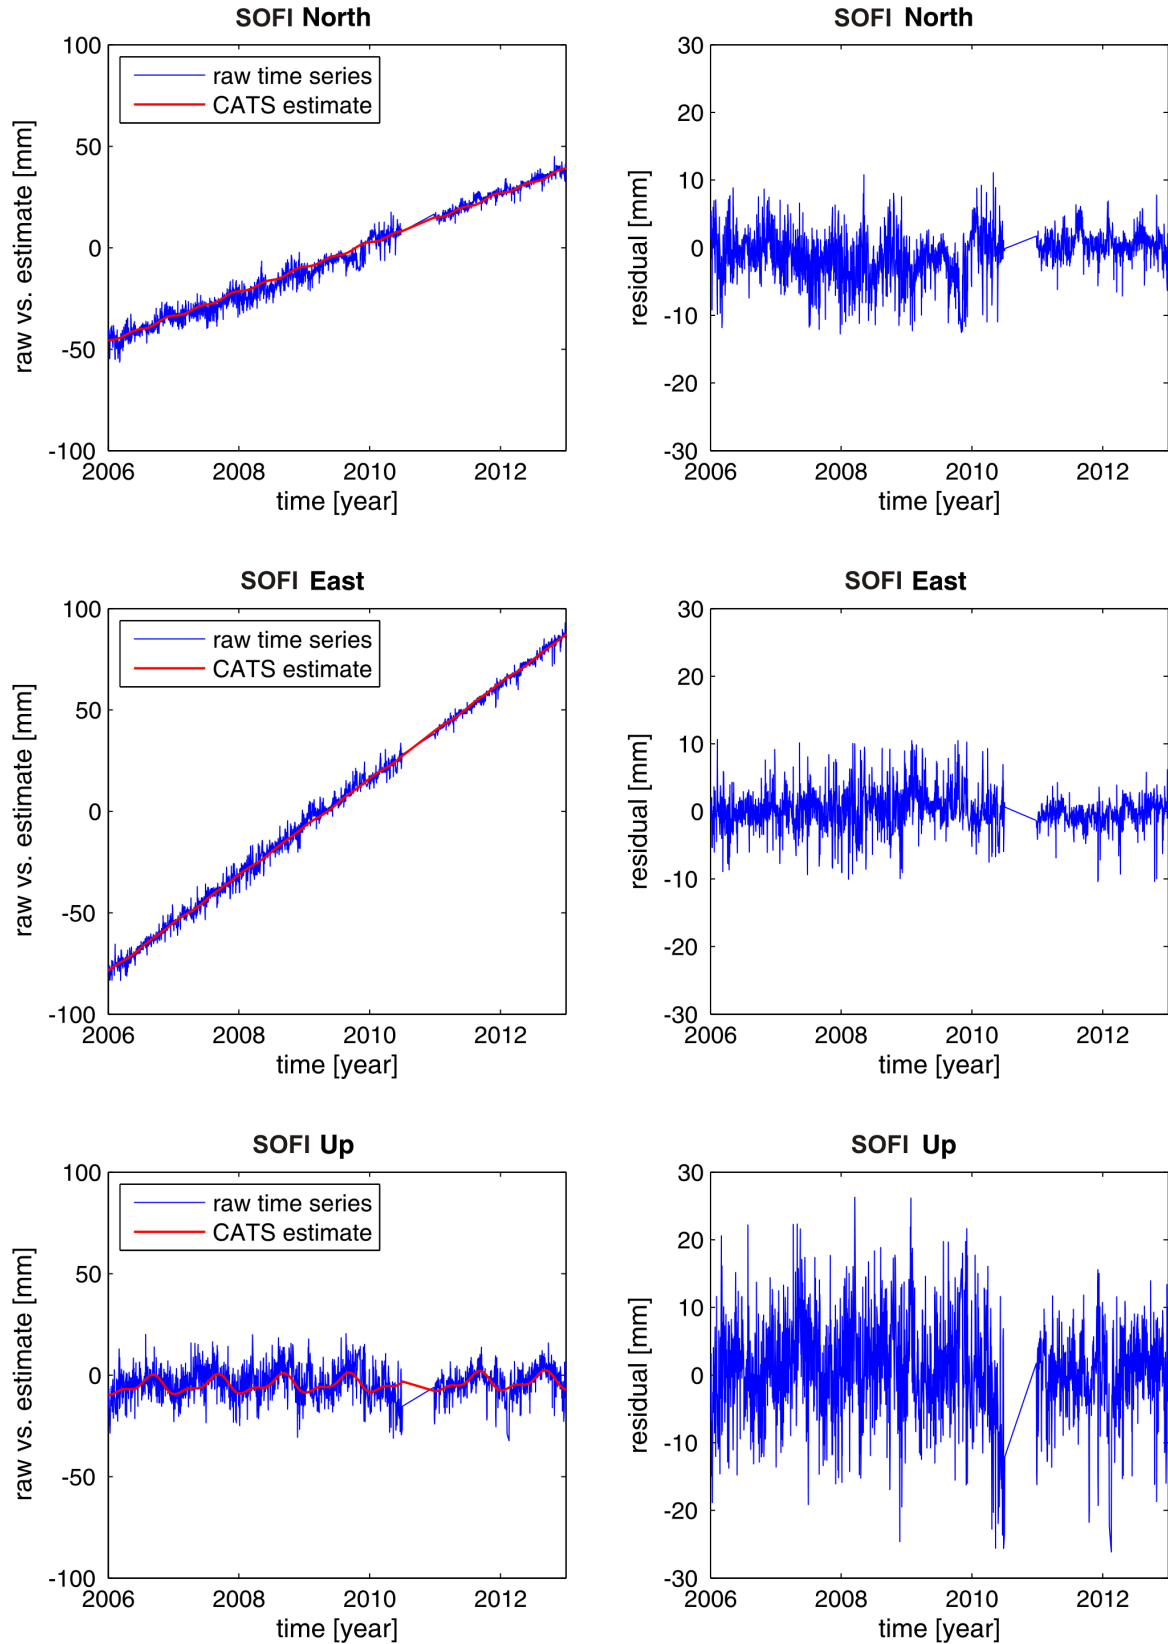 SOFI North
100
50
0
-50
-100
raw vs. estimate [mm]
raw time series
CATS estimate
2006
2008
2010
2012
time [year]
SOFI North
30
20
10
0
-10
-20
-30
residual [mm]
2006
2008
2010
2012
time [year]
SOFI East
100
50
0
-50
-100
raw vs. estimate [mm]
raw time series
CATS estimate
2006
2008
2010
2012
time [year]
SOFI East
30
20
10
0
-10
-20
-30
residual [mm]
2006
2008
2010
2012
time [year]
SOFI Up
100
50
0
-50
-100
raw vs. estimate [mm]
raw time series
CATS estimate
2006
2008
2010
2012
time [year]
SOFI Up
30
20
10
0
-10
-20
-30
residual [mm]
2006
2008
2010
2012
time [year]